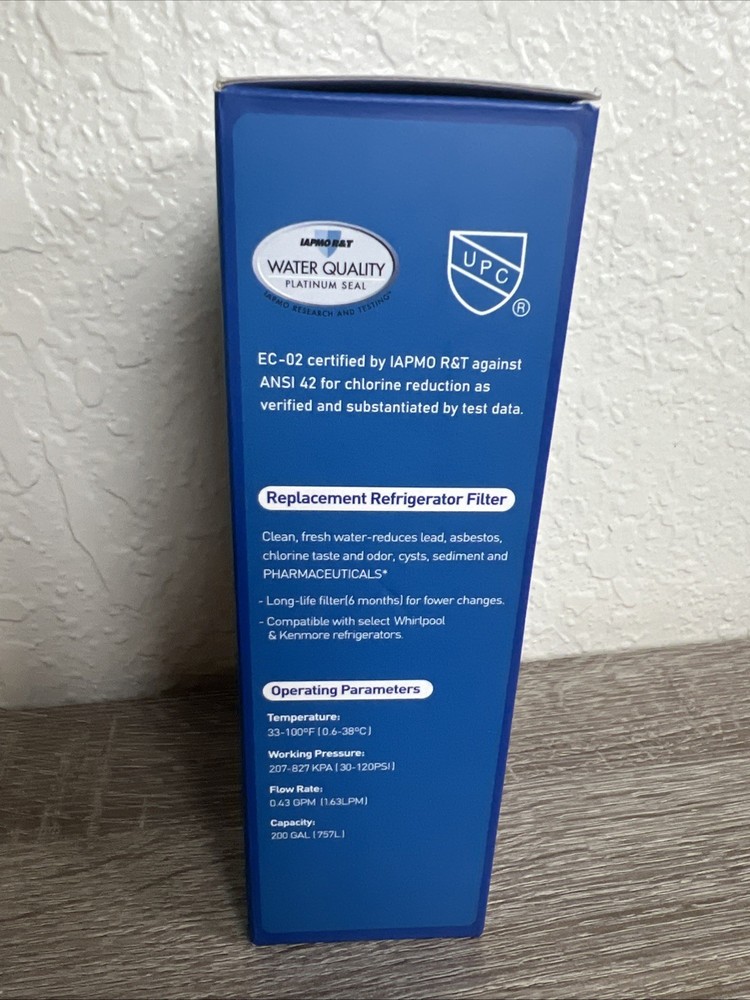 IAPMO R&T
WATER QUALITY
PLATINUM SEAL
IAPMO RESEARCH AND TESTING
UPC
®
EC-02 certified by IAPMO R&T against
ANSI 42 for chlorine reduction as
verified and substantiated by test data.
Replacement Refrigerator Filter
Clean, fresh water-reduces lead, asbestos,
chlorine taste and odor, cysts, sediment and
PHARMACEUTICALS*
- Long-life filter(6 months) for fower changes.
- Compatible with select Whirlpool
& Kenmore refrigerators.
Operating Parameters
Temperature:
33-100°F (0.6-38°C)
Working Pressure:
207-827 KPA (30-120PSI)
Flow Rate:
0.43 GPM (1.63LPM)
Capacity:
200 GAL (757L)